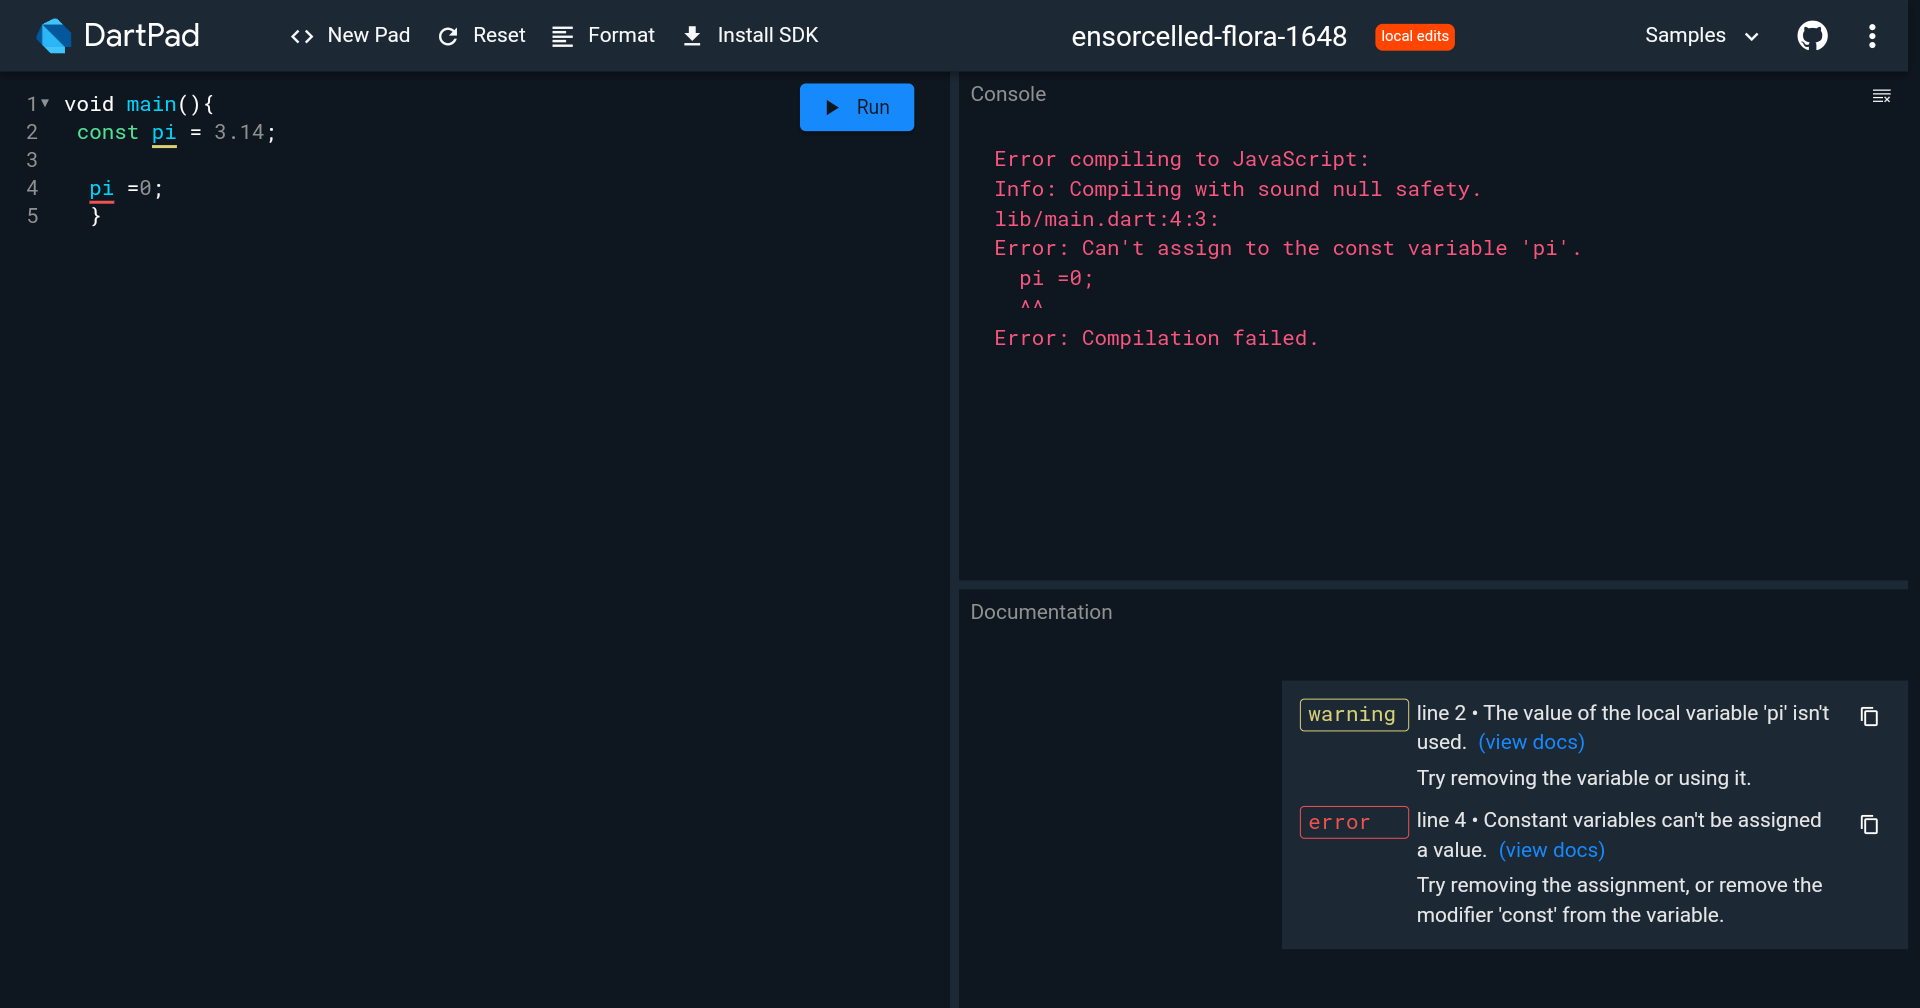 DartPad
<> New Pad
Reset
Format
Install SDK
ensorcelled-flora-1648
local edits
Samples
1 void main(){
2 const pi = 3.14;
3
4 pi =0;
5 }
Run
Console
Error compiling to JavaScript:
Info: Compiling with sound null safety.
lib/main.dart:4:3:
Error: Can't assign to the const variable 'pi'.
pi =0;
^^
Error: Compilation failed.
Documentation
warning line 2 • The value of the local variable 'pi' isn't
used. (view docs)
Try removing the variable or using it.
error line 4 • Constant variables can't be assigned
a value. (view docs)
Try removing the assignment, or remove the
modifier 'const' from the variable.